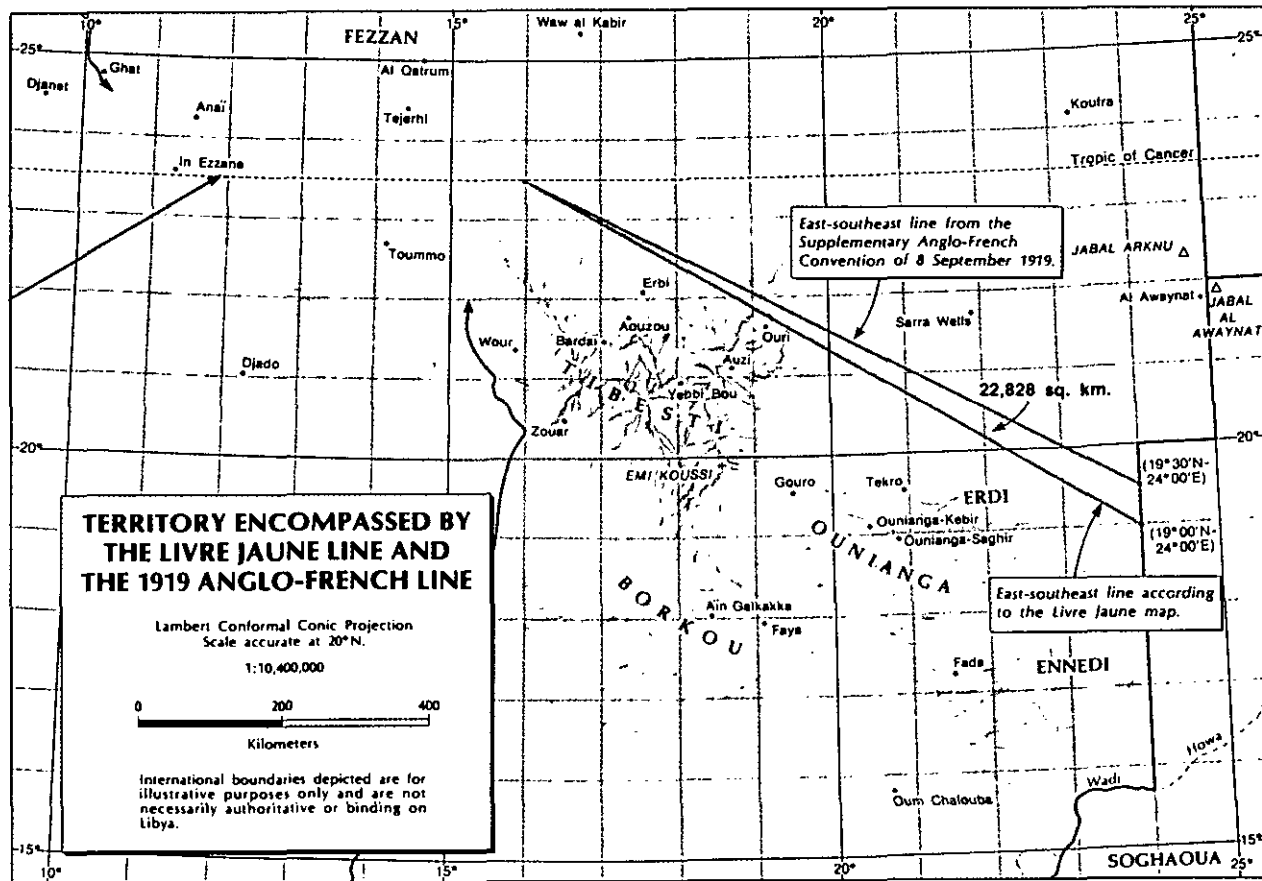 10°
15°
20°
25°
25°
25°
FEZZAN
Waw al Kabir
Ghat
Djanet
Al Qatrum
Anaï
Tejerhi
Koufra
In Ezzane
Tropic of Cancer
East-southeast line from the
Supplementary Anglo-French
Convention of 8 September 1919.
JABAL ARKNU
Toummo
Erbi
Al Awaynat
JABAL
AL
AWAYNAT
Sarra Wells
Aouzou
Ouri
Bardai
Wour
Auzi
Djado
TIBESTI
Yebbi Bou
22,828 sq. km.
Zouar
20°
20°
20°
EMI KOUSSI
(19°30'N-
24°00'E)
Gouro
Tekro
ERDI
Ounianga-Kebir
Ounianga-Saghir
(19°00'N-
24°00'E)
OUNIANGA
TERRITORY ENCOMPASSED BY
THE LIVRE JAUNE LINE AND
THE 1919 ANGLO-FRENCH LINE
Lambert Conformal Conic Projection
Scale accurate at 20°N.
1:10,400,000
0 200 400
Kilometers
International boundaries depicted are for
illustrative purposes only and are not
necessarily authoritative or binding on
Libya.
BORKOU
East-southeast line according
to the Livre Jaune map.
Ain Galkakka
Faya
Fada
ENNEDI
Howa
Wadi
Oum Chalouba
15°
15°
SOGHAOUA
10°
15°
20°
25°